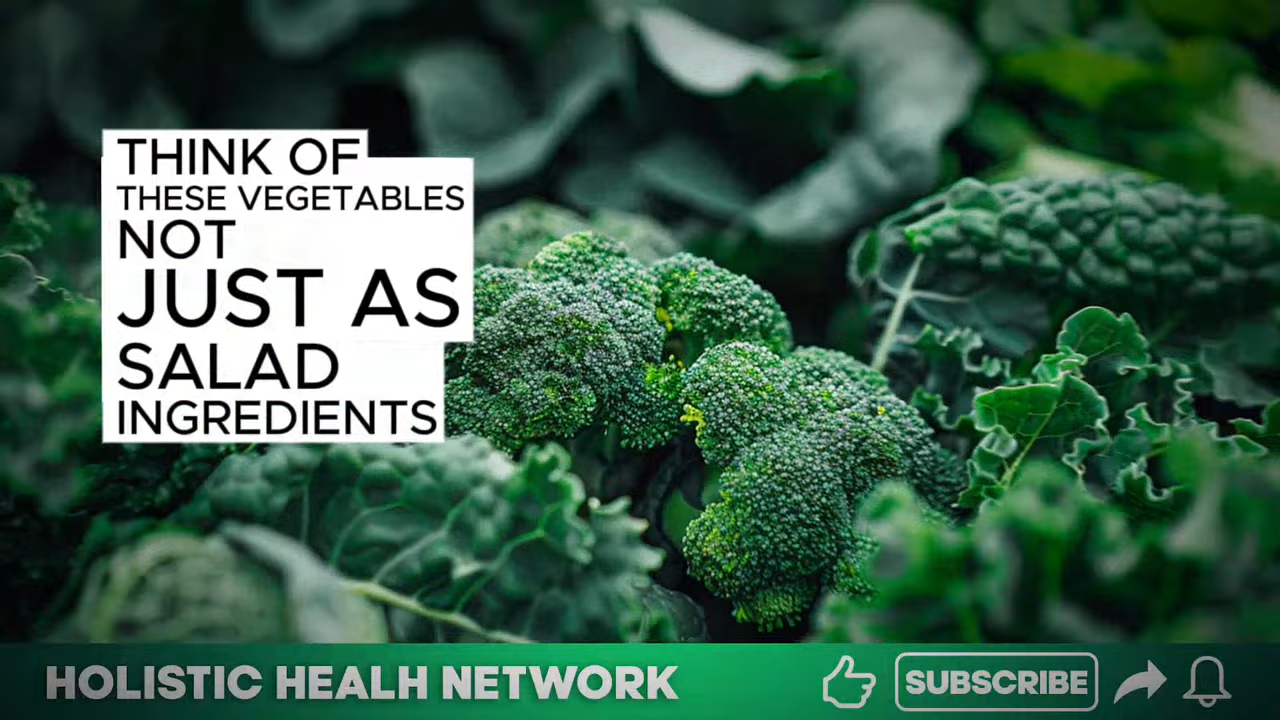 THINK OF
THESE VEGETABLES
NOT
JUST AS
SALAD
INGREDIENTS
HOLISTIC HEALH NETWORK
SUBSCRIBE